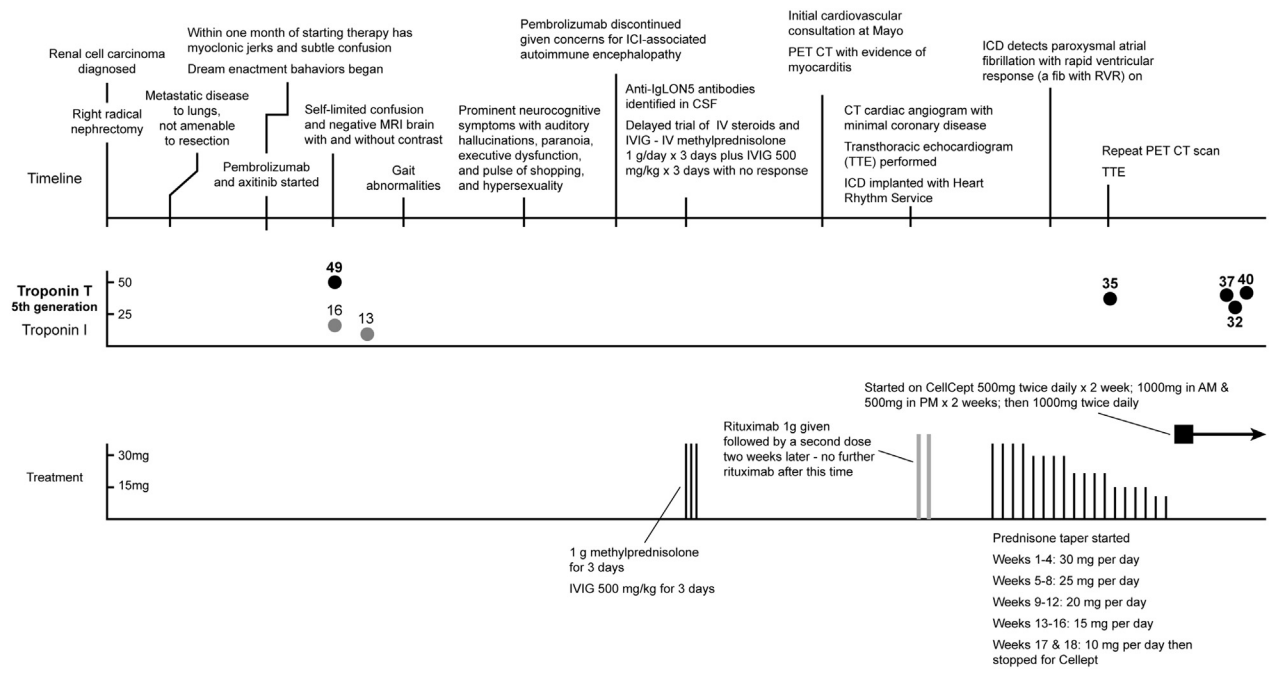 Renal cell carcinoma
diagnosed
Right radical
nephrectomy
Metastatic disease
to lungs,
not amenable
to resection
Within one month of starting therapy has
myoclonic jerks and subtle confusion
Dream enactment bahaviors began
Pembrolizumab
and axitinib started
Self-limited confusion
and negative MRI brain
with and without contrast
Gait
abnormalities
Prominent neurocognitive
symptoms with auditory
hallucinations, paranoia,
executive dysfunction,
and pulse of shopping,
and hypersexuality
Pembrolizumab discontinued
given concerns for ICI-associated
autoimmune encephalopathy
Anti-IgLON5 antibodies
identified in CSF
Delayed trial of IV steroids and
IVIG - IV methylprednisolone
1 g/day x 3 days plus IVIG 500
mg/kg x 3 days with no response
Initial cardiovascular
consultation at Mayo
PET CT with evidence of
myocarditis
CT cardiac angiogram with
minimal coronary disease
Transthoracic echocardiogram
(TTE) performed
ICD implanted with Heart
Rhythm Service
ICD detects paroxysmal atrial
fibrillation with rapid ventricular
response (a fib with RVR) on
Repeat PET CT scan
TTE
Timeline
Troponin T
5th generation
Troponin I
50
25
49
16
13
35
37
40
32
Treatment
30mg
15mg
1 g methylprednisolone
for 3 days
IVIG 500 mg/kg for 3 days
Rituximab 1g given
followed by a second dose
two weeks later - no further
rituximab after this time
Started on CellCept 500mg twice daily x 2 week; 1000mg in AM &
500mg in PM x 2 weeks; then 1000mg twice daily
Prednisone taper started
Weeks 1-4: 30 mg per day
Weeks 5-8: 25 mg per day
Weeks 9-12: 20 mg per day
Weeks 13-16: 15 mg per day
Weeks 17 & 18: 10 mg per day then
stopped for Cellept